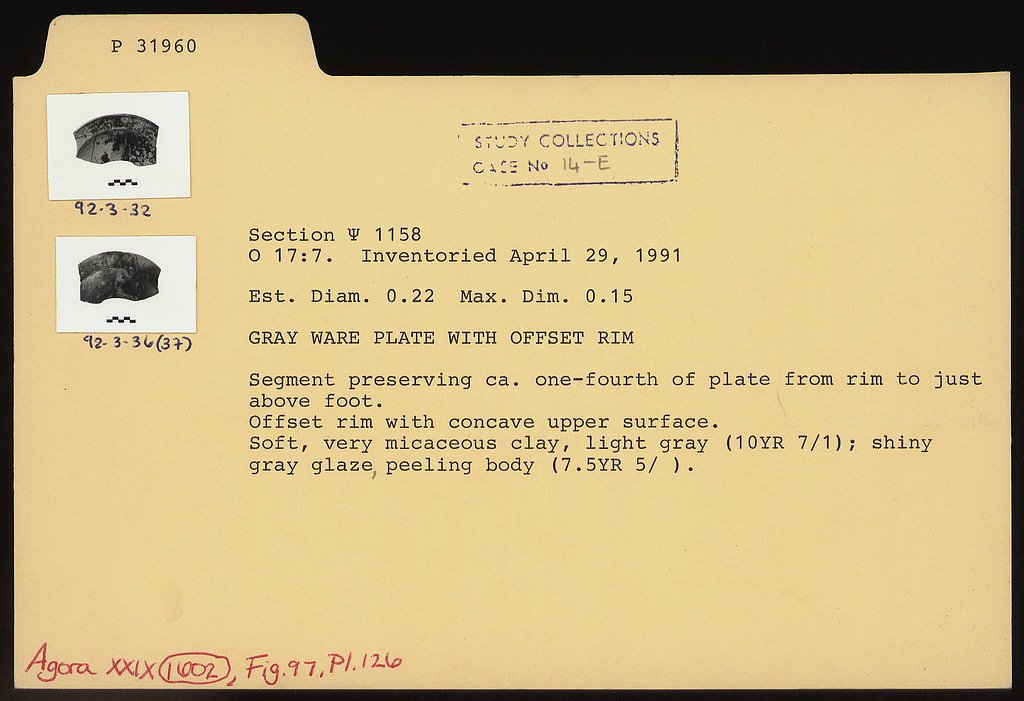 P 31960
STUDY COLLECTIONS
CASE No 14-E
92-3-32
92-3-36(37)
Section Ψ 1158
O 17:7. Inventoried April 29, 1991
Est. Diam. 0.22 Max. Dim. 0.15
GRAY WARE PLATE WITH OFFSET RIM
Segment preserving ca. one-fourth of plate from rim to just
above foot.
Offset rim with concave upper surface.
Soft, very micaceous clay, light gray (10YR 7/1); shiny
gray glaze, peeling body (7.5YR 5/ ).
Agora XXIX 1602, Fig.97, Pl.126